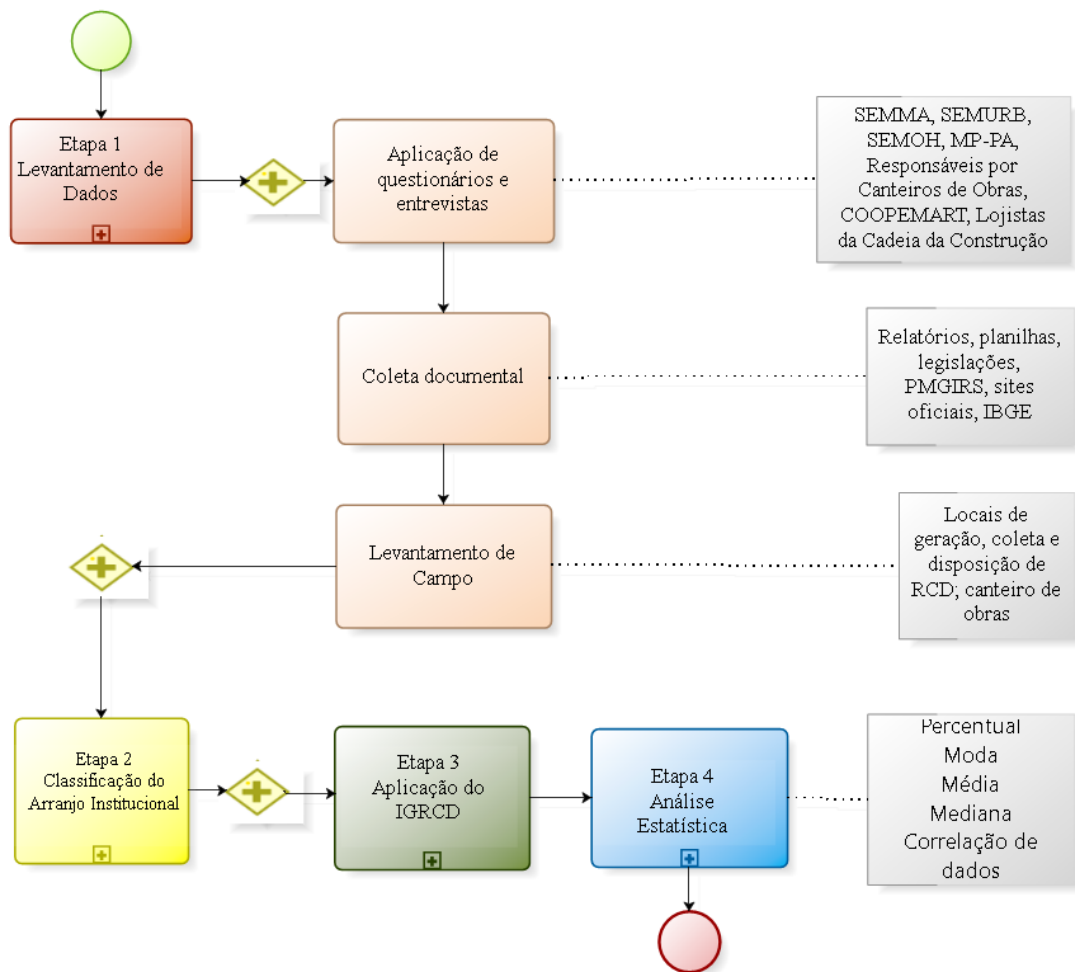 Etapa 1
Levantamento de
Dados
Aplicação de
questionários e
entrevistas
SEMMA, SEMURB,
SEMOH, MP-PA,
Responsáveis por
Canteiros de Obras,
COOPEMART, Lojistas
da Cadeia da Construção
Coleta documental
Relatórios, planilhas,
legislações,
PMGIRS, sites
oficiais, IBGE
Levantamento de
Campo
Locais de
geração, coleta e
disposição de
RCD; canteiro de
obras
Etapa 2
Classificação do
Arranjo Institucional
Etapa 3
Aplicação do
IGRCD
Etapa 4
Análise
Estatística
Percentual
Moda
Média
Mediana
Correlação de
dados